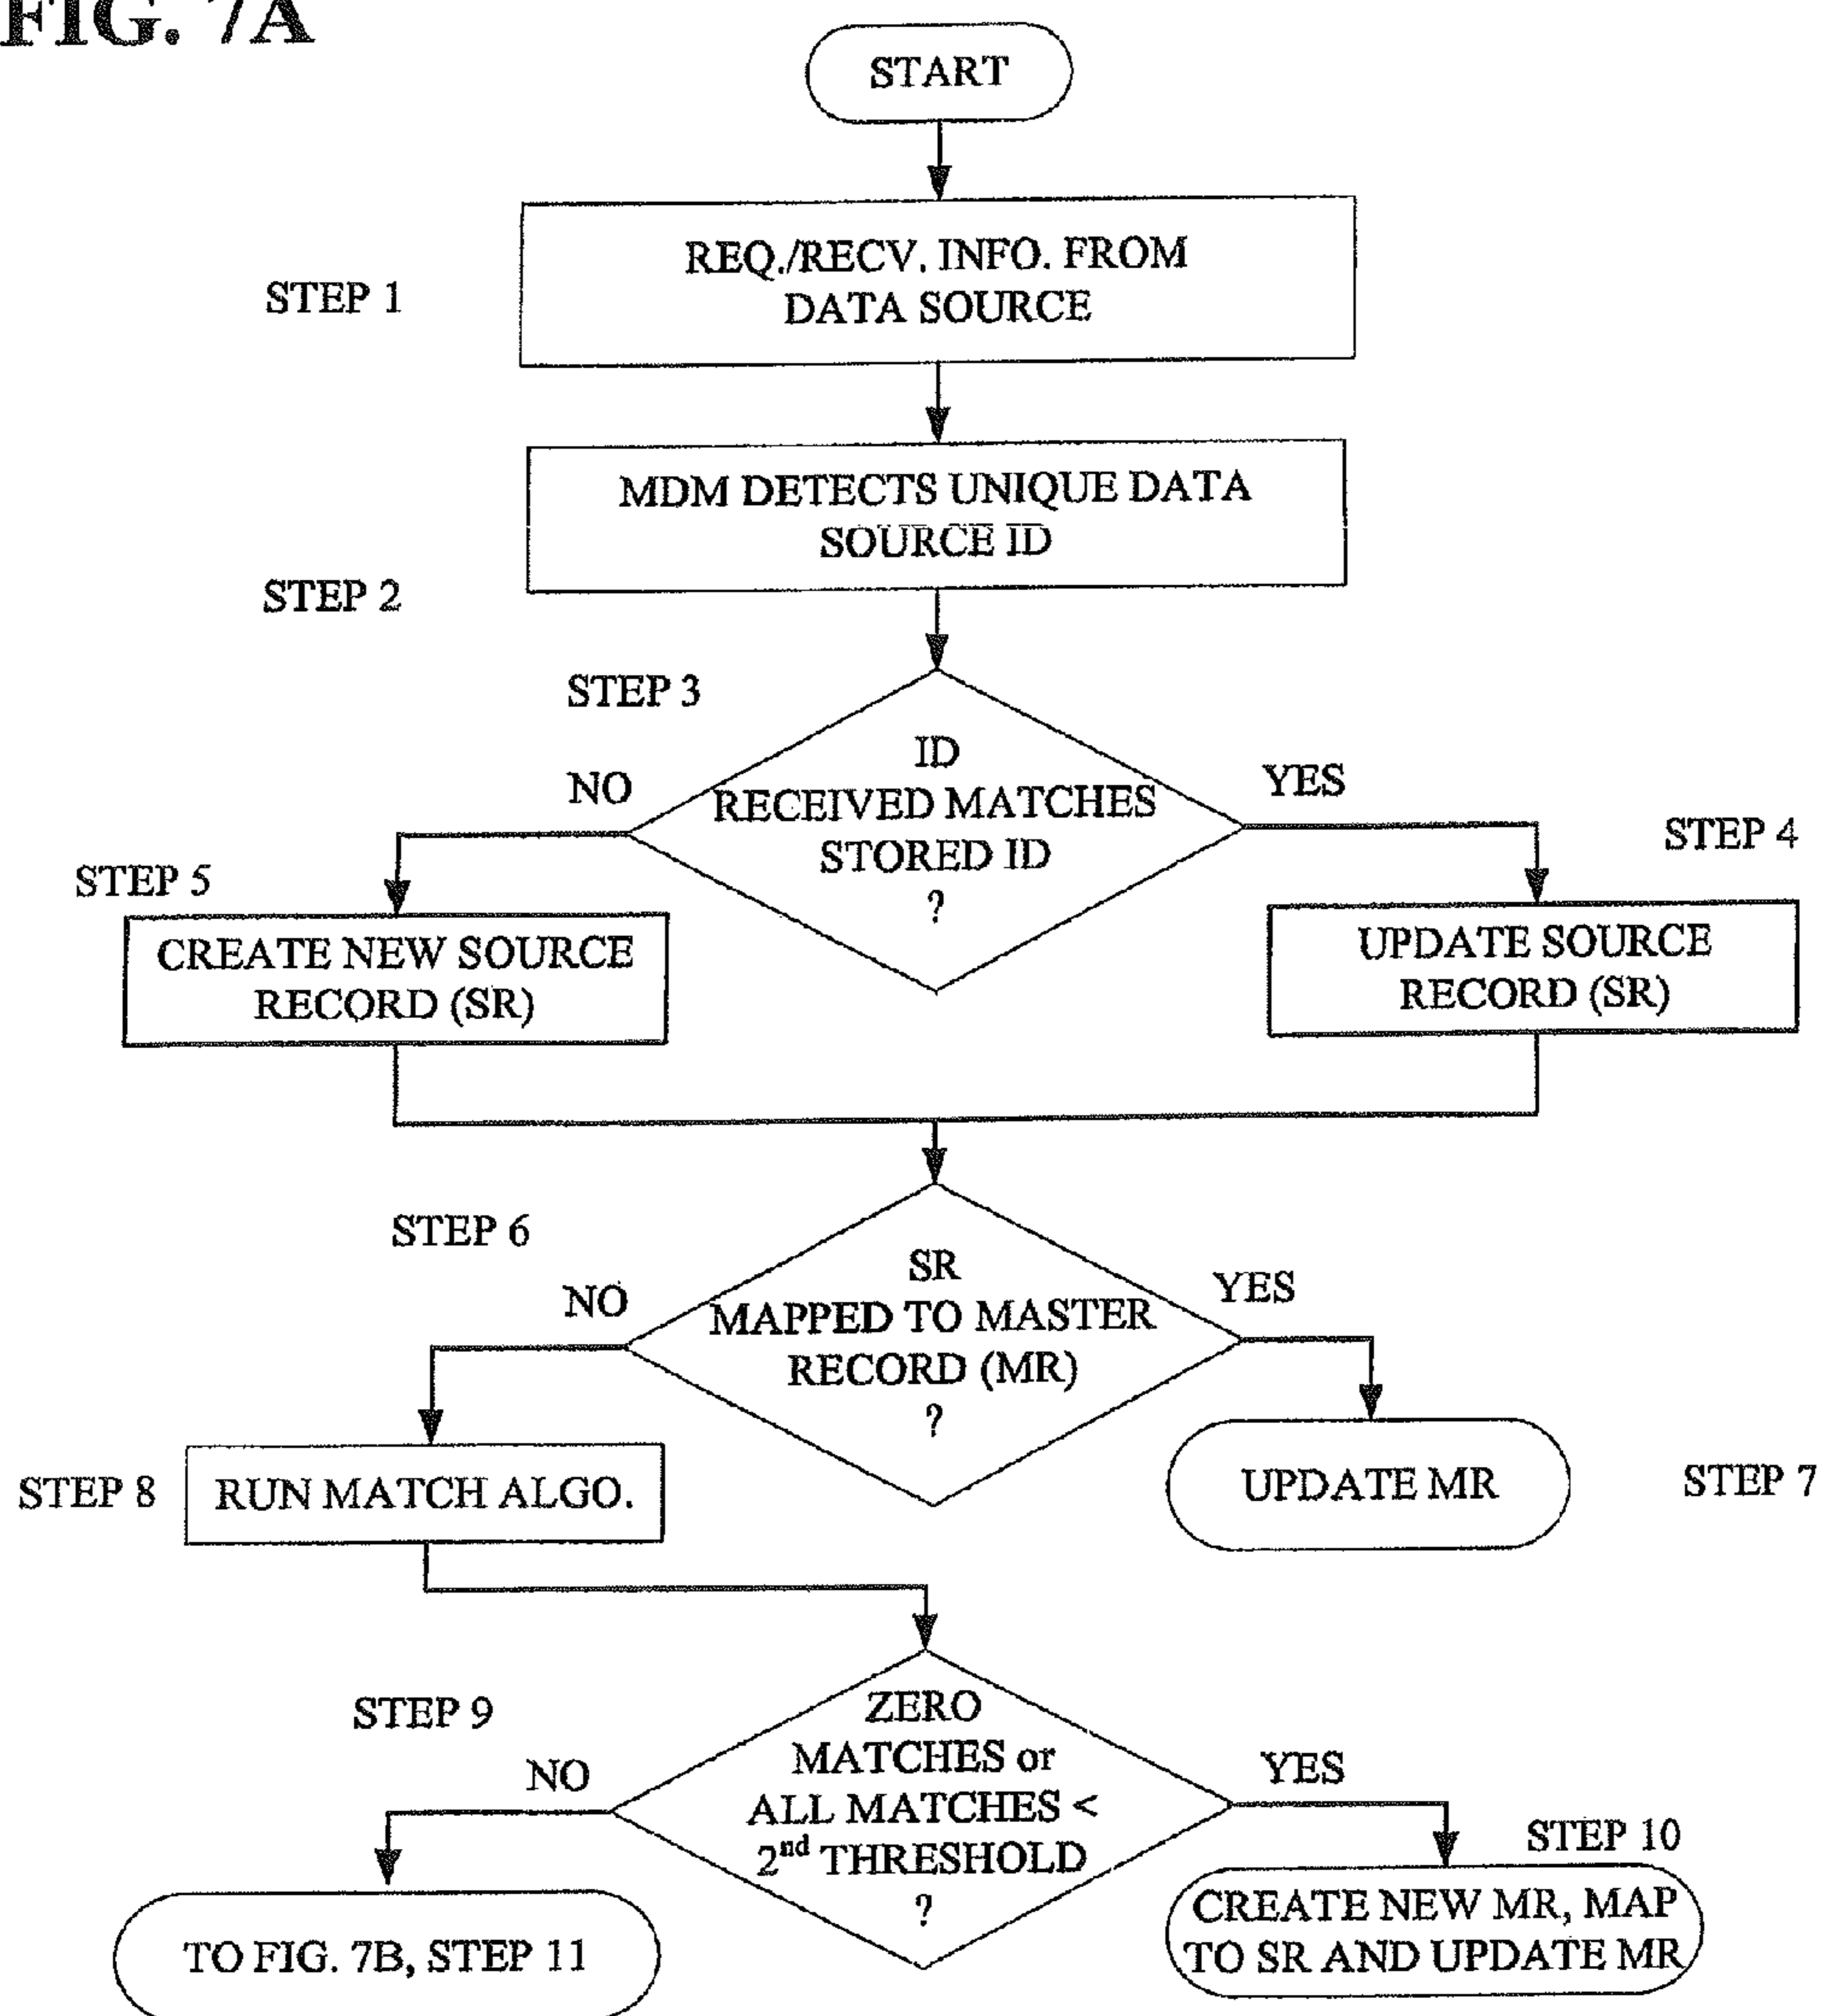 FIG. 7A
START
STEP 1
REQ./RECV. INFO. FROM
DATA SOURCE
MDM DETECTS UNIQUE DATA
SOURCE ID
STEP 2
STEP 3
ID
RECEIVED MATCHES
STORED ID
?
NO
YES
STEP 4
STEP 5
CREATE NEW SOURCE
RECORD (SR)
UPDATE SOURCE
RECORD (SR)
STEP 6
SR
MAPPED TO MASTER
RECORD (MR)
?
NO
YES
STEP 8
RUN MATCH ALGO.
UPDATE MR
STEP 7
STEP 9
ZERO
MATCHES or
ALL MATCHES <
2nd THRESHOLD
?
NO
YES
STEP 10
TO FIG. 7B, STEP 11
CREATE NEW MR, MAP
TO SR AND UPDATE MR